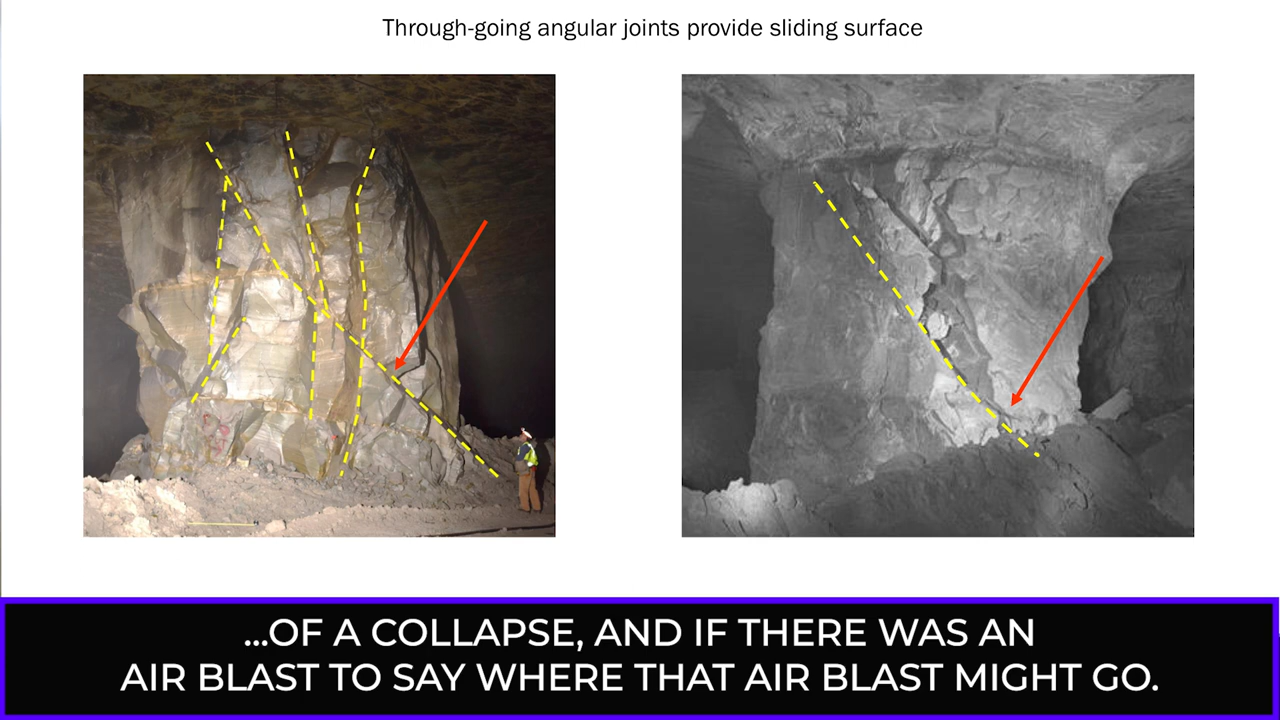 Through-going angular joints provide sliding surface
...OF A COLLAPSE, AND IF THERE WAS AN
AIR BLAST TO SAY WHERE THAT AIR BLAST MIGHT GO.